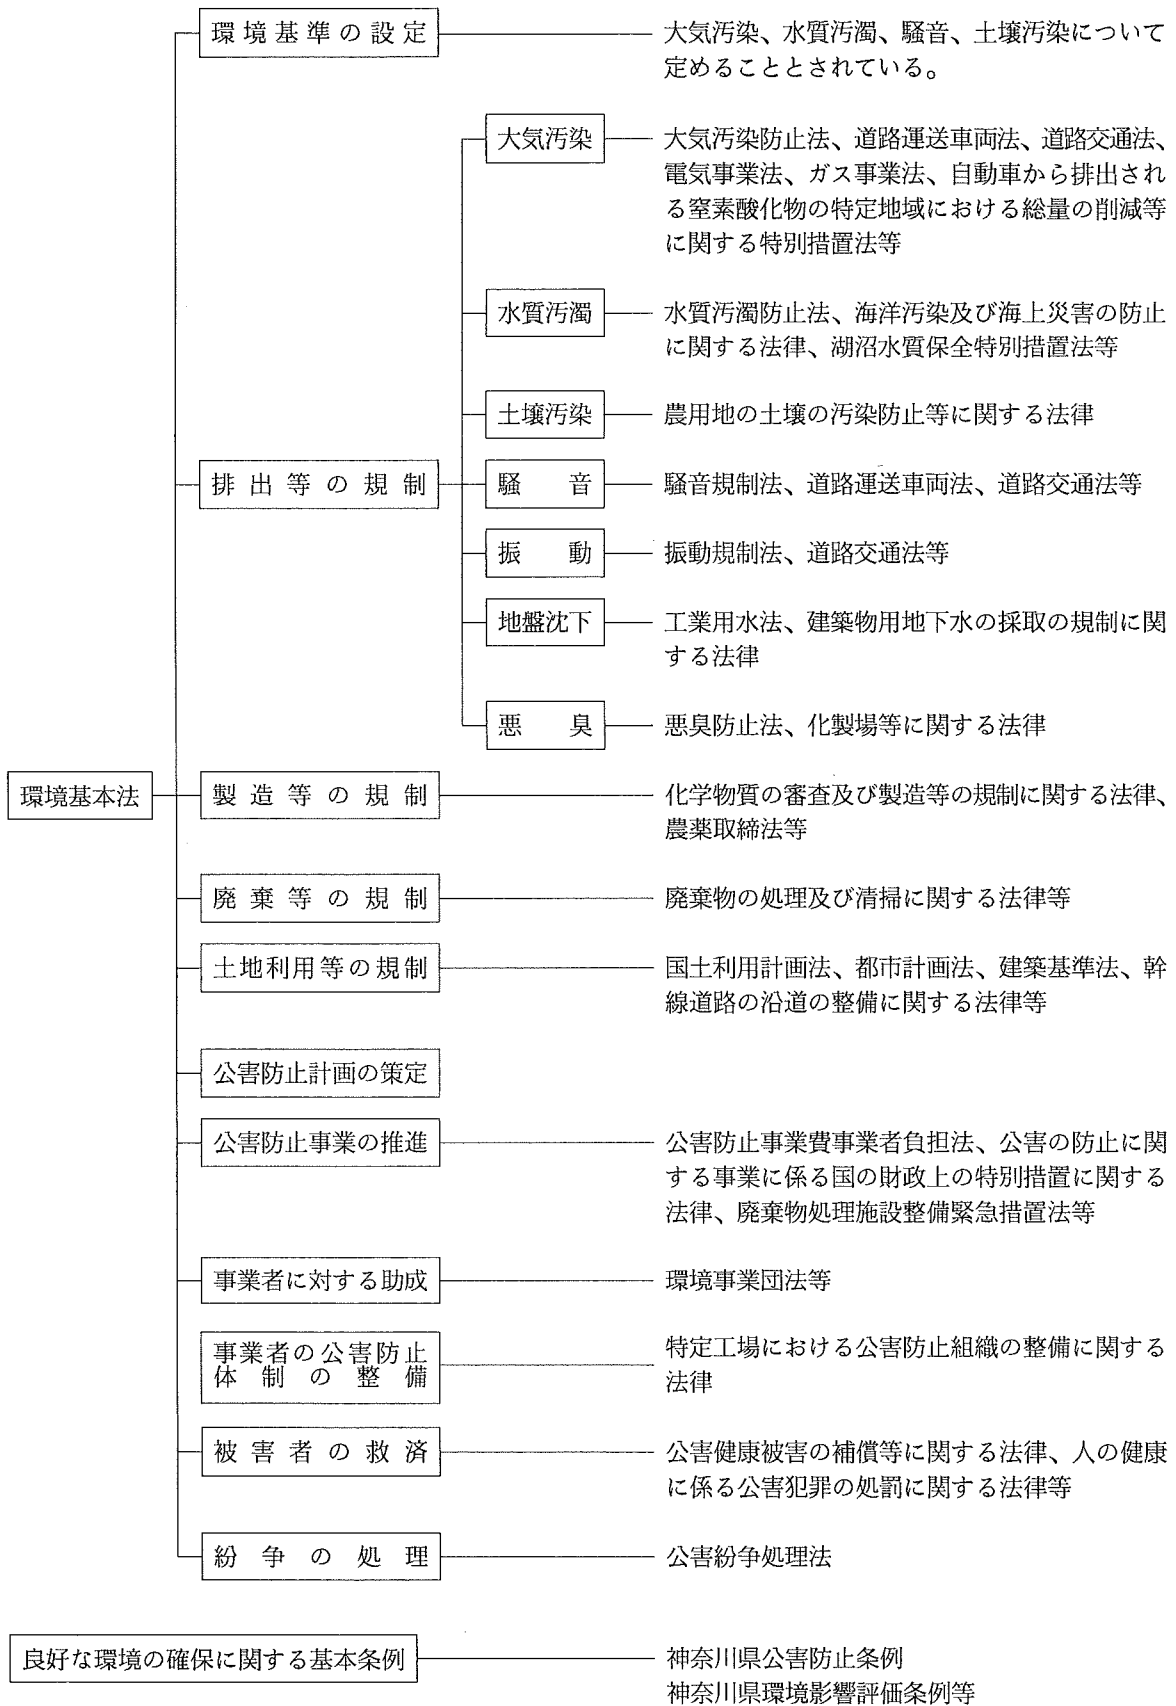 環境基準の設定
大気汚染、水質汚濁、騒音、土壌汚染について
定めることとされている。
大気汚染
大気汚染防止法、道路運送車両法、道路交通法、
電気事業法、ガス事業法、自動車から排出され
る窒素酸化物の特定地域における総量の削減等
に関する特別措置法等
水質汚濁
水質汚濁防止法、海洋汚染及び海上災害の防止
に関する法律、湖沼水質保全特別措置法等
土壌汚染
農用地の土壌の汚染防止等に関する法律
排出等の規制
騒音
騒音規制法、道路運送車両法、道路交通法等
振動
振動規制法、道路交通法等
地盤沈下
工業用水法、建築物用地下水の採取の規制に関
する法律
悪臭
悪臭防止法、化製場等に関する法律
環境基本法
製造等の規制
化学物質の審査及び製造等の規制に関する法律、
農薬取締法等
廃棄等の規制
廃棄物の処理及び清掃に関する法律等
土地利用等の規制
国土利用計画法、都市計画法、建築基準法、幹
線道路の沿道の整備に関する法律等
公害防止計画の策定
公害防止事業の推進
公害防止事業費事業者負担法、公害の防止に関
する事業に係る国の財政上の特別措置に関する
法律、廃棄物処理施設整備緊急措置法等
事業者に対する助成
環境事業団法等
事業者の公害防止
体制の整備
特定工場における公害防止組織の整備に関する
法律
被害者の救済
公害健康被害の補償等に関する法律、人の健康
に係る公害犯罪の処罰に関する法律等
紛争の処理
公害紛争処理法
良好な環境の確保に関する基本条例
神奈川県公害防止条例
神奈川県環境影響評価条例等